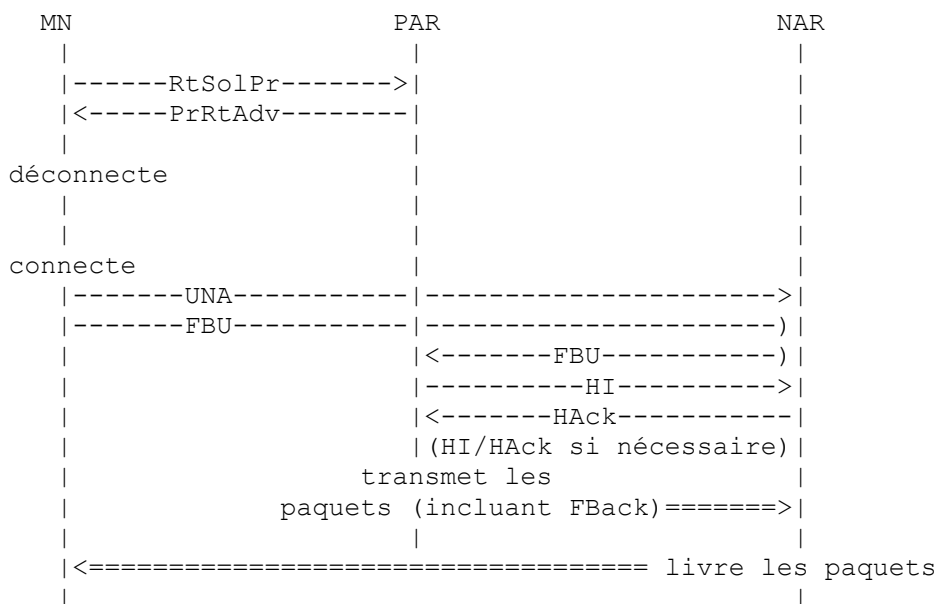 MN PAR NAR
| | |
|------RtSolPr------->| |
|<-----PrRtAdv--------| |
| | |
déconnecte | |
| | |
| | |
connecte | |
|-------UNA-----------|---------------------->|
|-------FBU-----------|----------------------)|
| |<-------FBU-----------)|
| |----------HI---------->|
| |<-------HAck-----------|
| |(HI/HAck si nécessaire)|
| transmet les |
| paquets (incluant FBack)=======>|
| | |
|<=================================== livre les paquets
| |